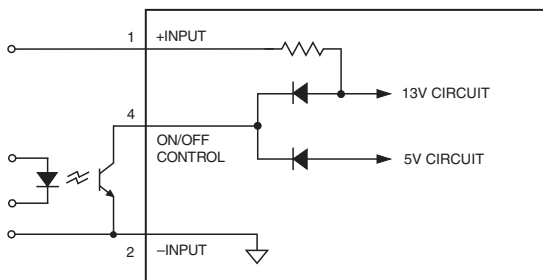 1 +INPUT
13V CIRCUIT
4
ON/OFF
CONTROL
5V CIRCUIT
2 –INPUT